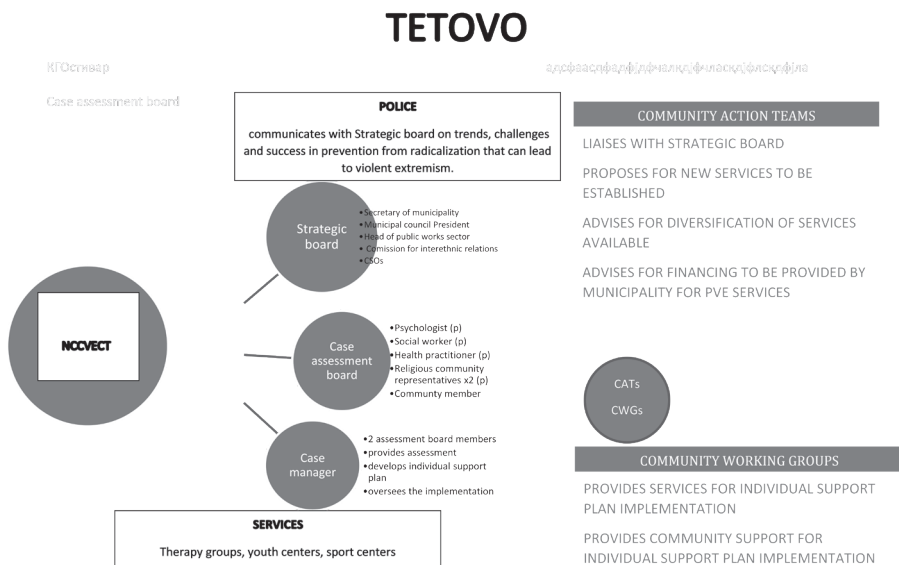 TETOVO
КГОстивар
Case assessment board
POLICE
communicates with Strategic board on trends, challenges
and success in prevention from radicalization that can lead
to violent extremism.
Strategic
board
•Secretary of municipality
•Municipal council President
•Head of public works sector
• Comission for interethnic relations
•CSOs
NCCVECT
Case
assessment
board
•Psychologist (p)
•Social worker (p)
•Health practitioner (p)
•Religious community
representatives x2 (p)
•Communty member
Case
manager
•2 assessment board members
•provides assessment
•develops individual support
plan
•oversees the implementation
SERVICES
Therapy groups, youth centers, sport centers
COMMUNITY ACTION TEAMS
LIAISES WITH STRATEGIC BOARD
PROPOSES FOR NEW SERVICES TO BE
ESTABLISHED
ADVISES FOR DIVERSIFICATION OF SERVICES
AVAILABLE
ADVISES FOR FINANCING TO BE PROVIDED BY
MUNICIPALITY FOR PVE SERVICES
CATs
CWGs
COMMUNITY WORKING GROUPS
PROVIDES SERVICES FOR INDIVIDUAL SUPPORT
PLAN IMPLEMENTATION
PROVIDES COMMUNITY SUPPORT FOR
INDIVIDUAL SUPPORT PLAN IMPLEMENTATION